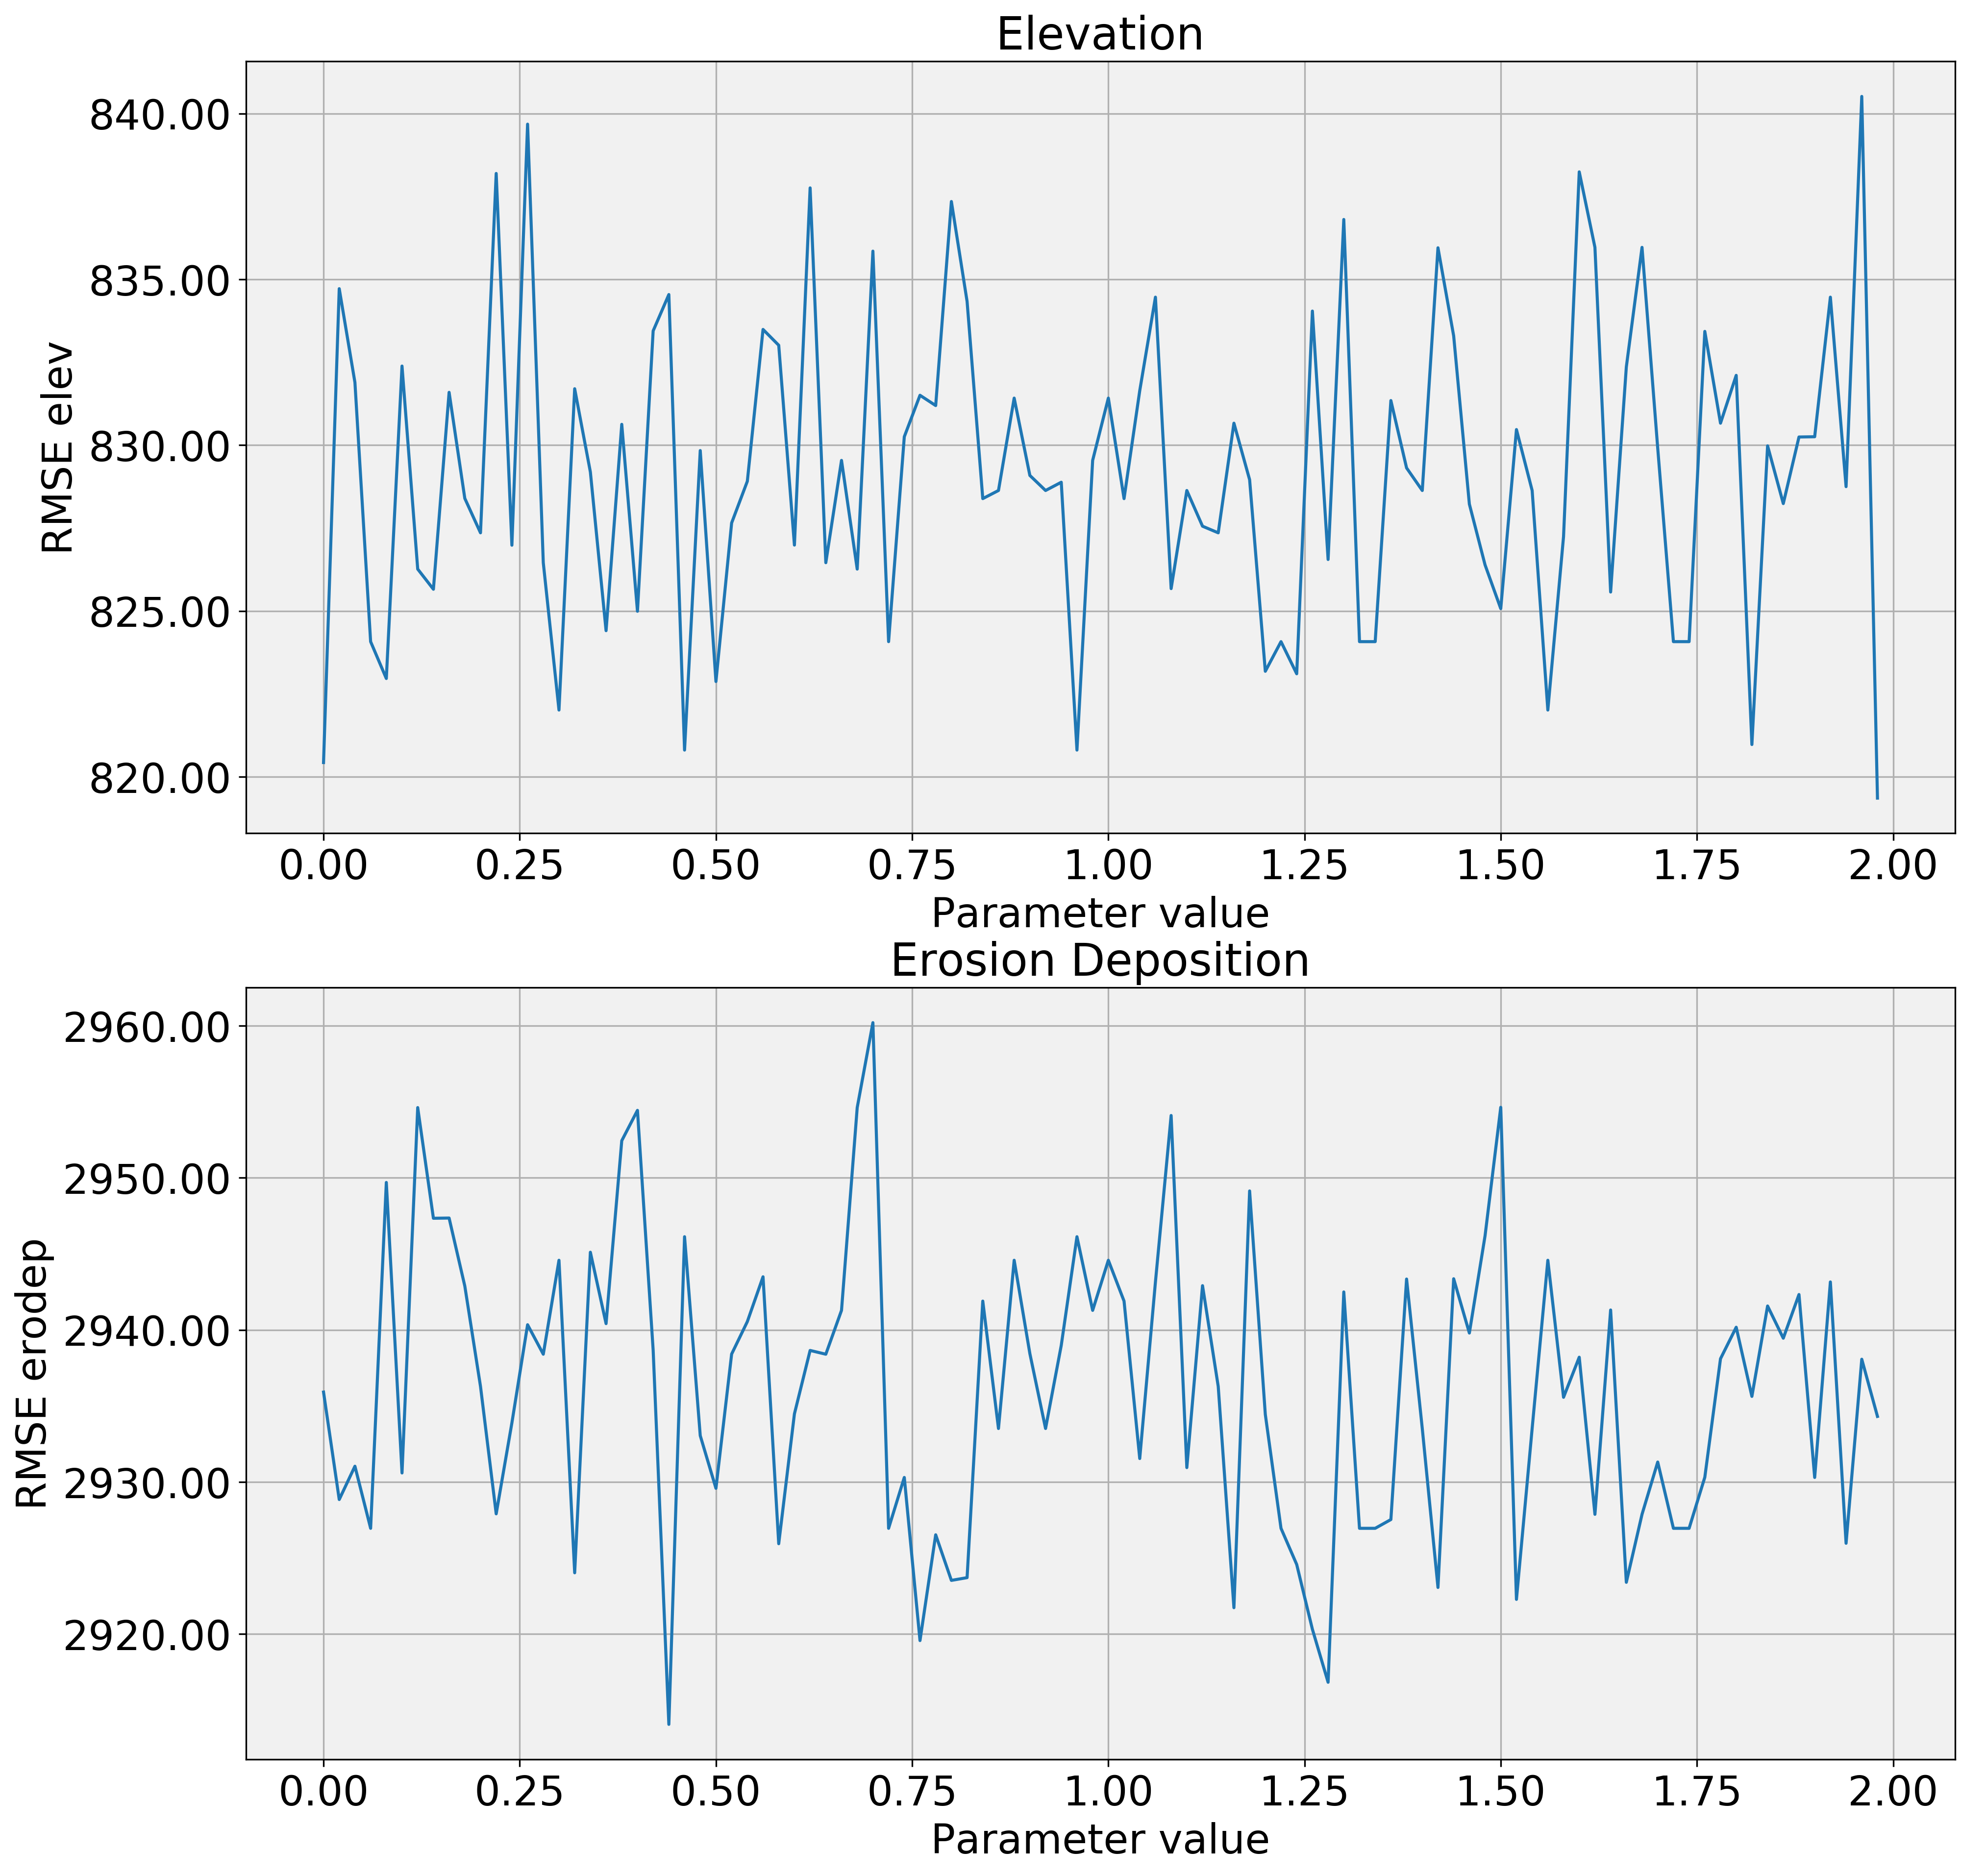 Elevation
840.00
835.00
830.00
825.00
820.00
RMSE elev
0.00 0.25 0.50 0.75 1.00 1.25 1.50 1.75 2.00
Parameter value
Erosion Deposition
2960.00
2950.00
2940.00
2930.00
2920.00
RMSE erodep
0.00 0.25 0.50 0.75 1.00 1.25 1.50 1.75 2.00
Parameter value